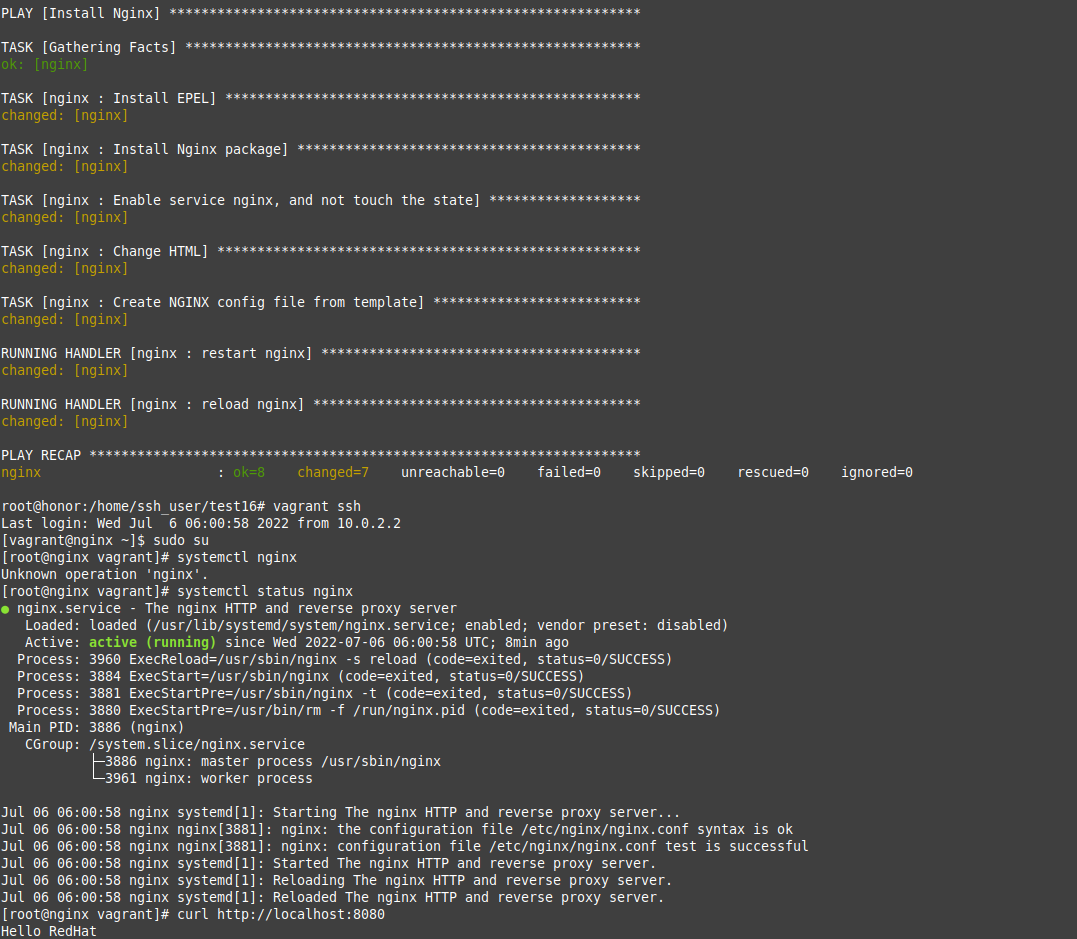 PLAY [Install Nginx] ***********************************************************

TASK [Gathering Facts] *********************************************************
ok: [nginx]

TASK [nginx : Install EPEL] ****************************************************
changed: [nginx]

TASK [nginx : Install Nginx package] *******************************************
changed: [nginx]

TASK [nginx : Enable service nginx, and not touch the state] *******************
changed: [nginx]

TASK [nginx : Change HTML] *****************************************************
changed: [nginx]

TASK [nginx : Create NGINX config file from template] **************************
changed: [nginx]

RUNNING HANDLER [nginx : restart nginx] ****************************************
changed: [nginx]

RUNNING HANDLER [nginx : reload nginx] *****************************************
changed: [nginx]

PLAY RECAP *********************************************************************
nginx                      : ok=8    changed=7    unreachable=0    failed=0    skipped=0    rescued=0    ignored=0

root@honor:/home/ssh_user/test16# vagrant ssh
Last login: Wed Jul  6 06:00:58 2022 from 10.0.2.2
[vagrant@nginx ~]$ sudo su
[root@nginx vagrant]# systemctl nginx
Unknown operation 'nginx'.
[root@nginx vagrant]# systemctl status nginx
● nginx.service - The nginx HTTP and reverse proxy server
   Loaded: loaded (/usr/lib/systemd/system/nginx.service; enabled; vendor preset: disabled)
   Active: active (running) since Wed 2022-07-06 06:00:58 UTC; 8min ago
  Process: 3960 ExecReload=/usr/sbin/nginx -s reload (code=exited, status=0/SUCCESS)
  Process: 3884 ExecStart=/usr/sbin/nginx (code=exited, status=0/SUCCESS)
  Process: 3881 ExecStartPre=/usr/sbin/nginx -t (code=exited, status=0/SUCCESS)
  Process: 3880 ExecStartPre=/usr/bin/rm -f /run/nginx.pid (code=exited, status=0/SUCCESS)
 Main PID: 3886 (nginx)
   CGroup: /system.slice/nginx.service
           ├─3886 nginx: master process /usr/sbin/nginx
           └─3961 nginx: worker process

Jul 06 06:00:58 nginx systemd[1]: Starting The nginx HTTP and reverse proxy server...
Jul 06 06:00:58 nginx nginx[3881]: nginx: the configuration file /etc/nginx/nginx.conf syntax is ok
Jul 06 06:00:58 nginx nginx[3881]: nginx: configuration file /etc/nginx/nginx.conf test is successful
Jul 06 06:00:58 nginx systemd[1]: Started The nginx HTTP and reverse proxy server.
Jul 06 06:00:58 nginx systemd[1]: Reloading The nginx HTTP and reverse proxy server.
Jul 06 06:00:58 nginx systemd[1]: Reloaded The nginx HTTP and reverse proxy server.
[root@nginx vagrant]# curl http://localhost:8080
Hello RedHat